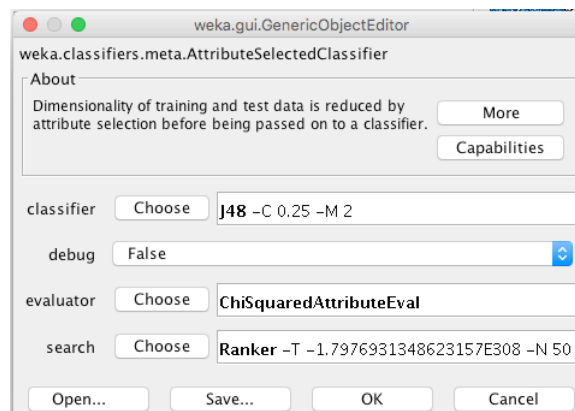 weka.gui.GenericObjectEditor
weka.classifiers.meta.AttributeSelectedClassifier
About
Dimensionality of training and test data is reduced by
attribute selection before being passed on to a classifier.
More
Capabilities
classifier Choose J48 -C 0.25 -M 2
debug False
evaluator Choose ChiSquaredAttributeEval
search Choose Ranker -T -1.7976931348623157E308 -N 50
Open... Save... OK Cancel